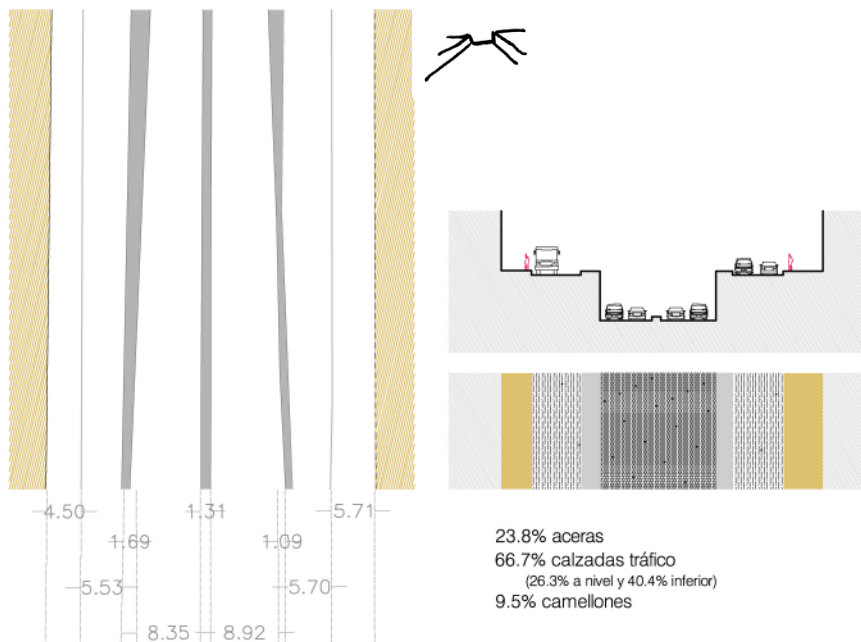 4.50
1.31
5.71
1.69
1.09
5.53
5.70
8.35
8.92
23.8% aceras
66.7% calzadas tráfico
(26.3% a nivel y 40.4% inferior)
9.5% camellones